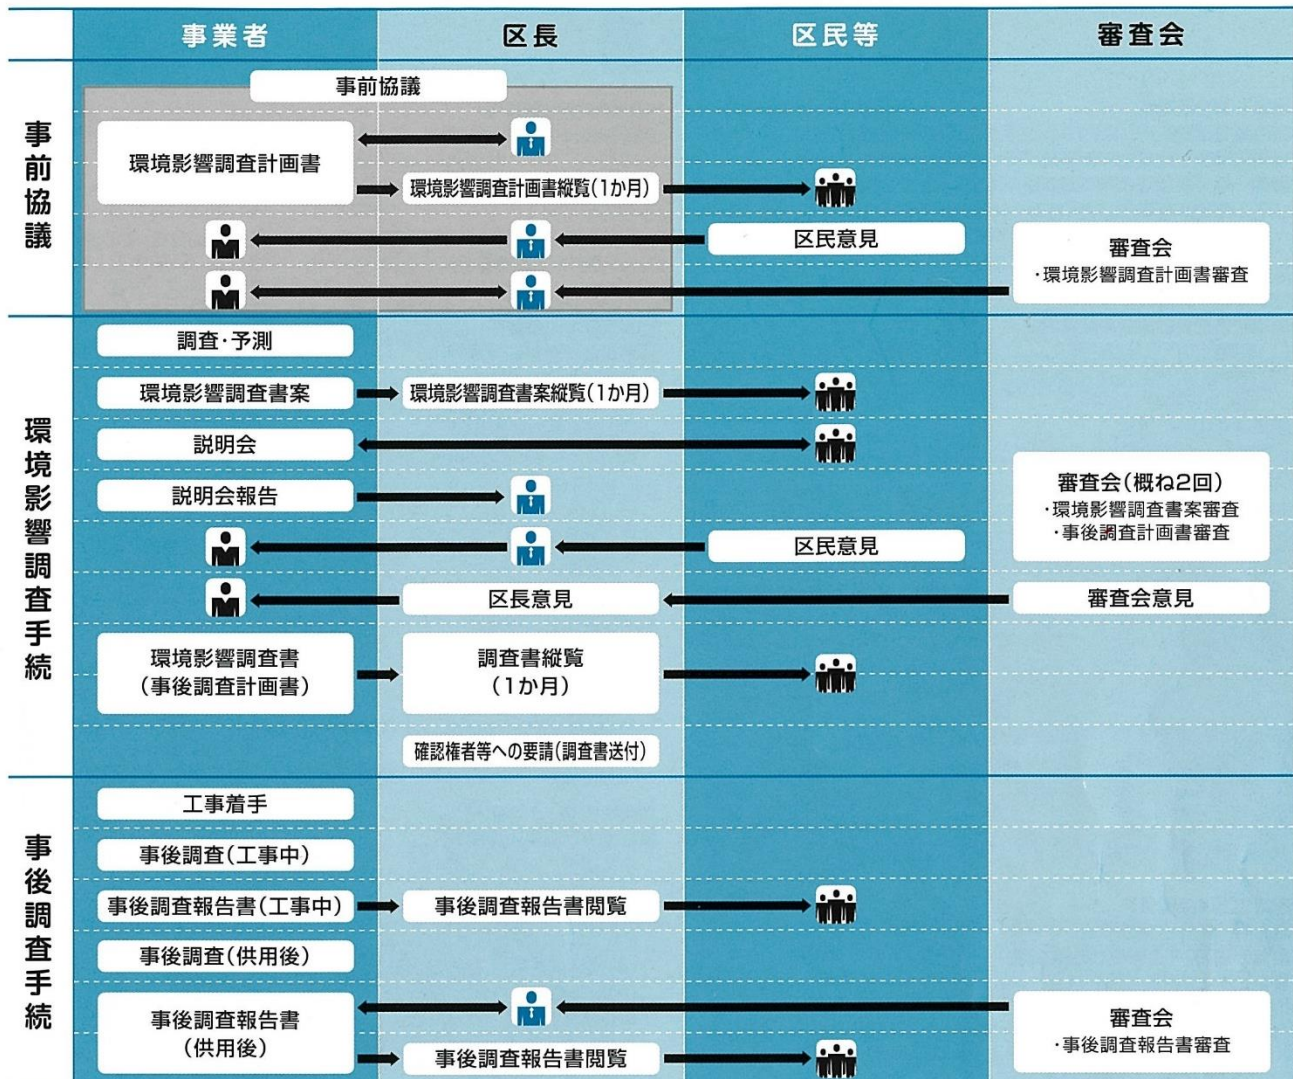 事業者
区長
区民等
審査会
事前協議
事前協議
環境影響調査計画書
環境影響調査計画書縦覧(1か月)
区民意見
審査会
・環境影響調査計画書審査
環境影響調査手続
調査・予測
環境影響調査書案
環境影響調査書案縦覧(1か月)
説明会
説明会報告
審査会(概ね2回)
・環境影響調査書案審査
・事後調査計画書審査
区民意見
区長意見
審査会意見
環境影響調査書
(事後調査計画書)
調査書縦覧
(1か月)
確認権者等への要請(調査書送付)
事後調査手続
工事着手
事後調査(工事中)
事後調査報告書(工事中)
事後調査報告書閲覧
事後調査(供用後)
事後調査報告書
(供用後)
審査会
・事後調査報告書審査
事後調査報告書閲覧